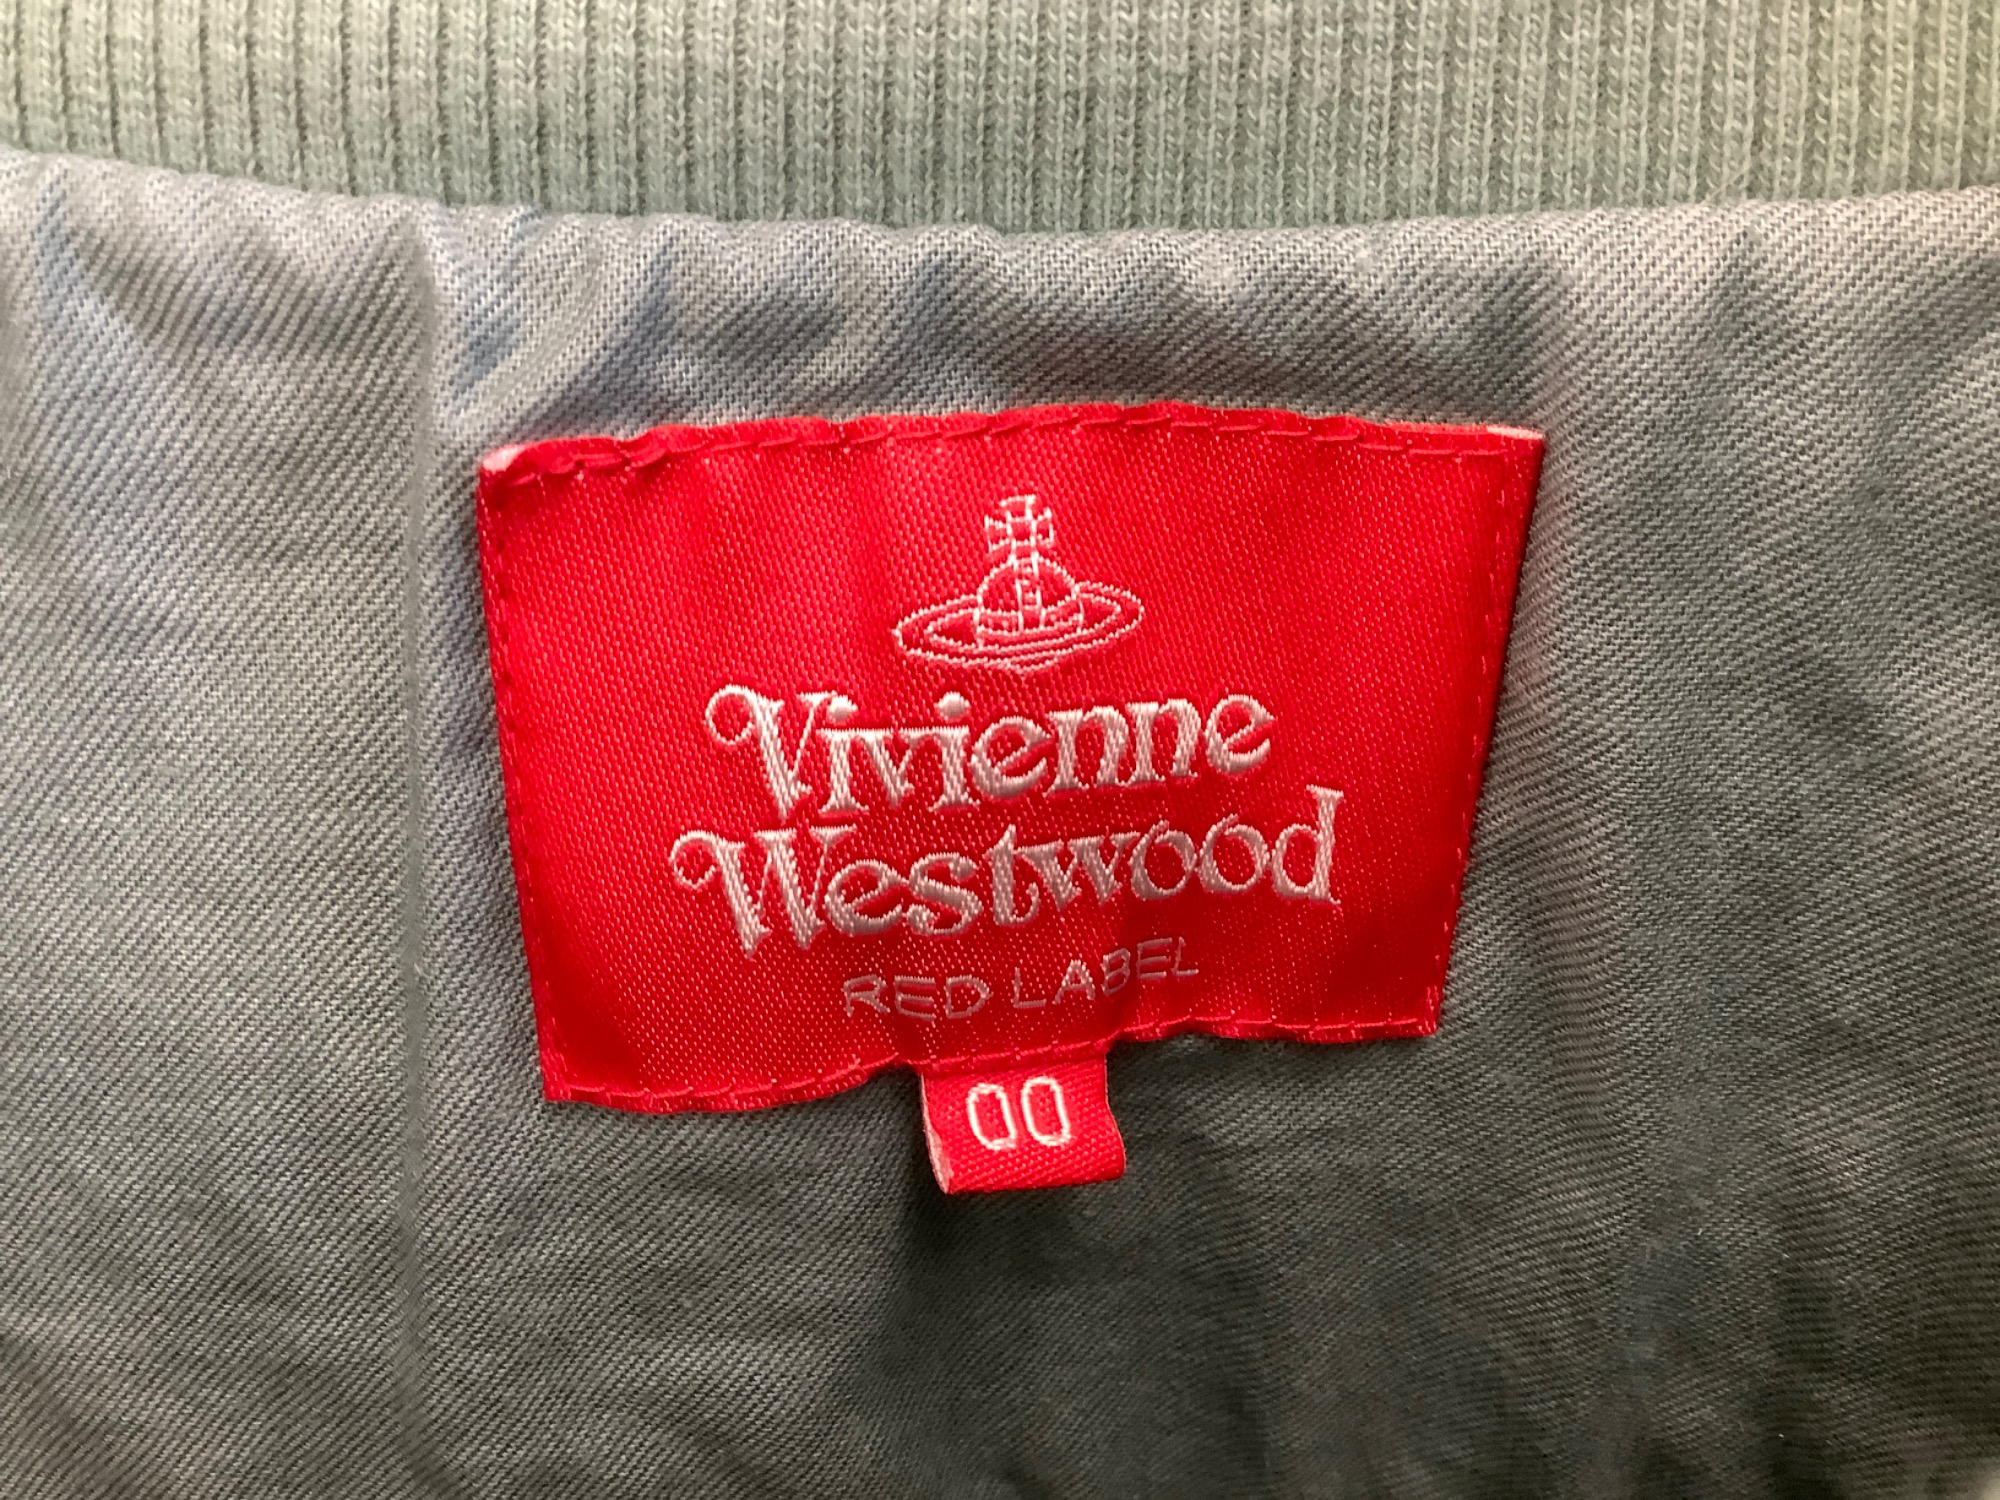 Vivienne
Westwood
RED LABEL
00